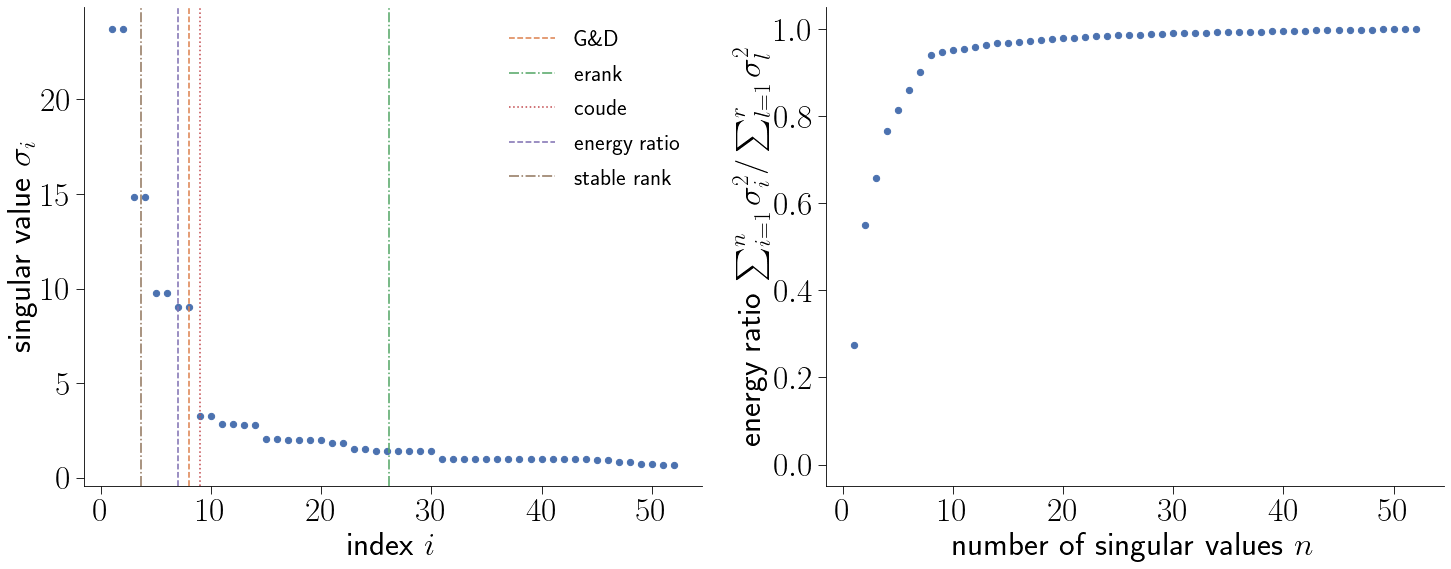 20
15
10
5
0
singular value σ_i
0 10 20 30 40 50
index i
G&D
erank
coude
energy ratio
stable rank
1.0
0.8
0.6
0.4
0.2
0.0
energy ratio ∑_{i=1}^{n} σ_i^2 / ∑_{l=1}^{r} σ_l^2
0 10 20 30 40 50
number of singular values n